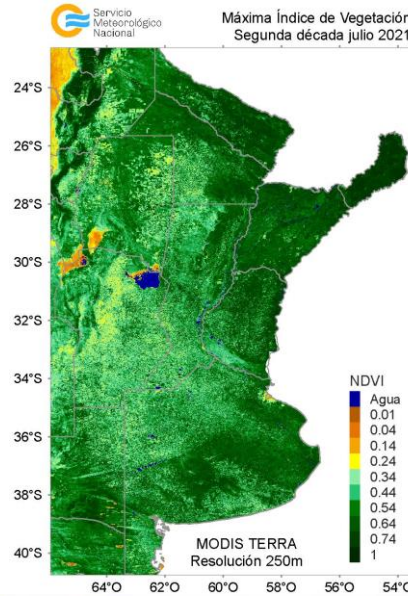 Servicio
Meteorológico
Nacional
Máxima Índice de Vegetación
Segunda década julio 2021
24°S
26°S
28°S
30°S
32°S
34°S
36°S
38°S
40°S
NDVI
Agua
0.01
0.04
0.14
0.24
0.34
0.44
0.54
0.64
0.74
1
MODIS TERRA
Resolución 250m
64°O 62°O 60°O 58°O 56°O 54°O